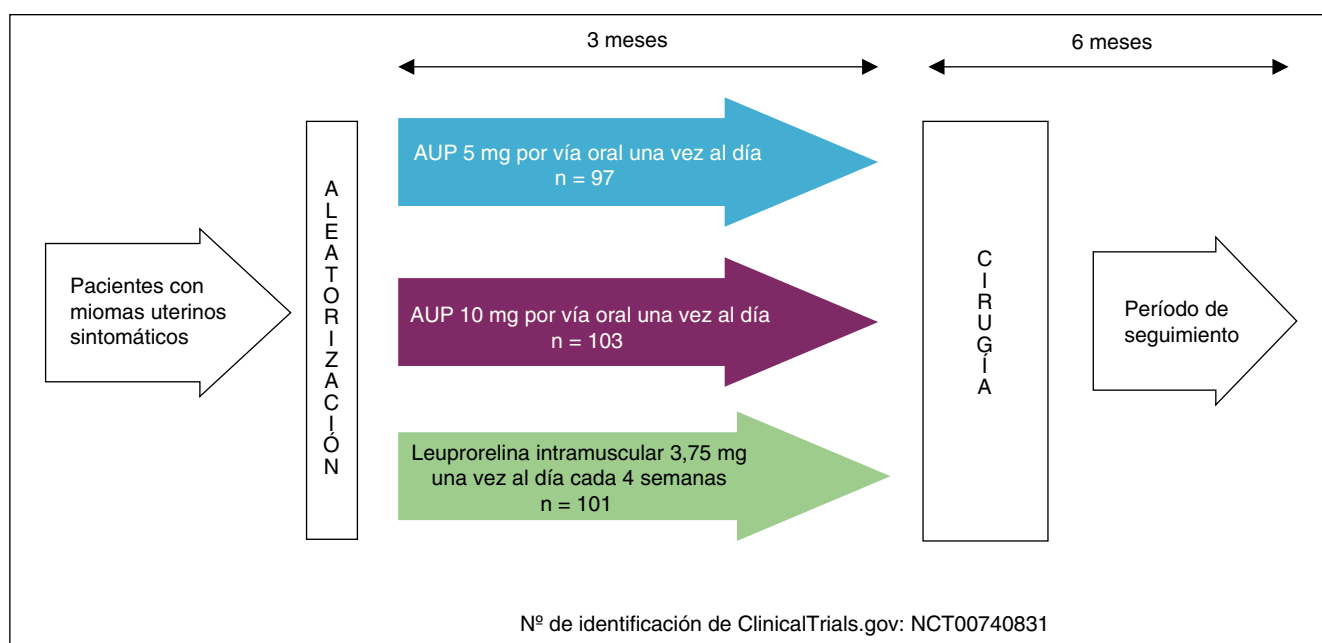 3 meses
6 meses
Pacientes con
miomas uterinos
sintomáticos
ALEATORIZACIÓN
AUP 5 mg por vía oral una vez al día
n = 97
AUP 10 mg por vía oral una vez al día
n = 103
Leuprorelina intramuscular 3,75 mg
una vez al día cada 4 semanas
n = 101
CIRUGÍA
Período de
seguimiento
Nº de identificación de ClinicalTrials.gov: NCT00740831